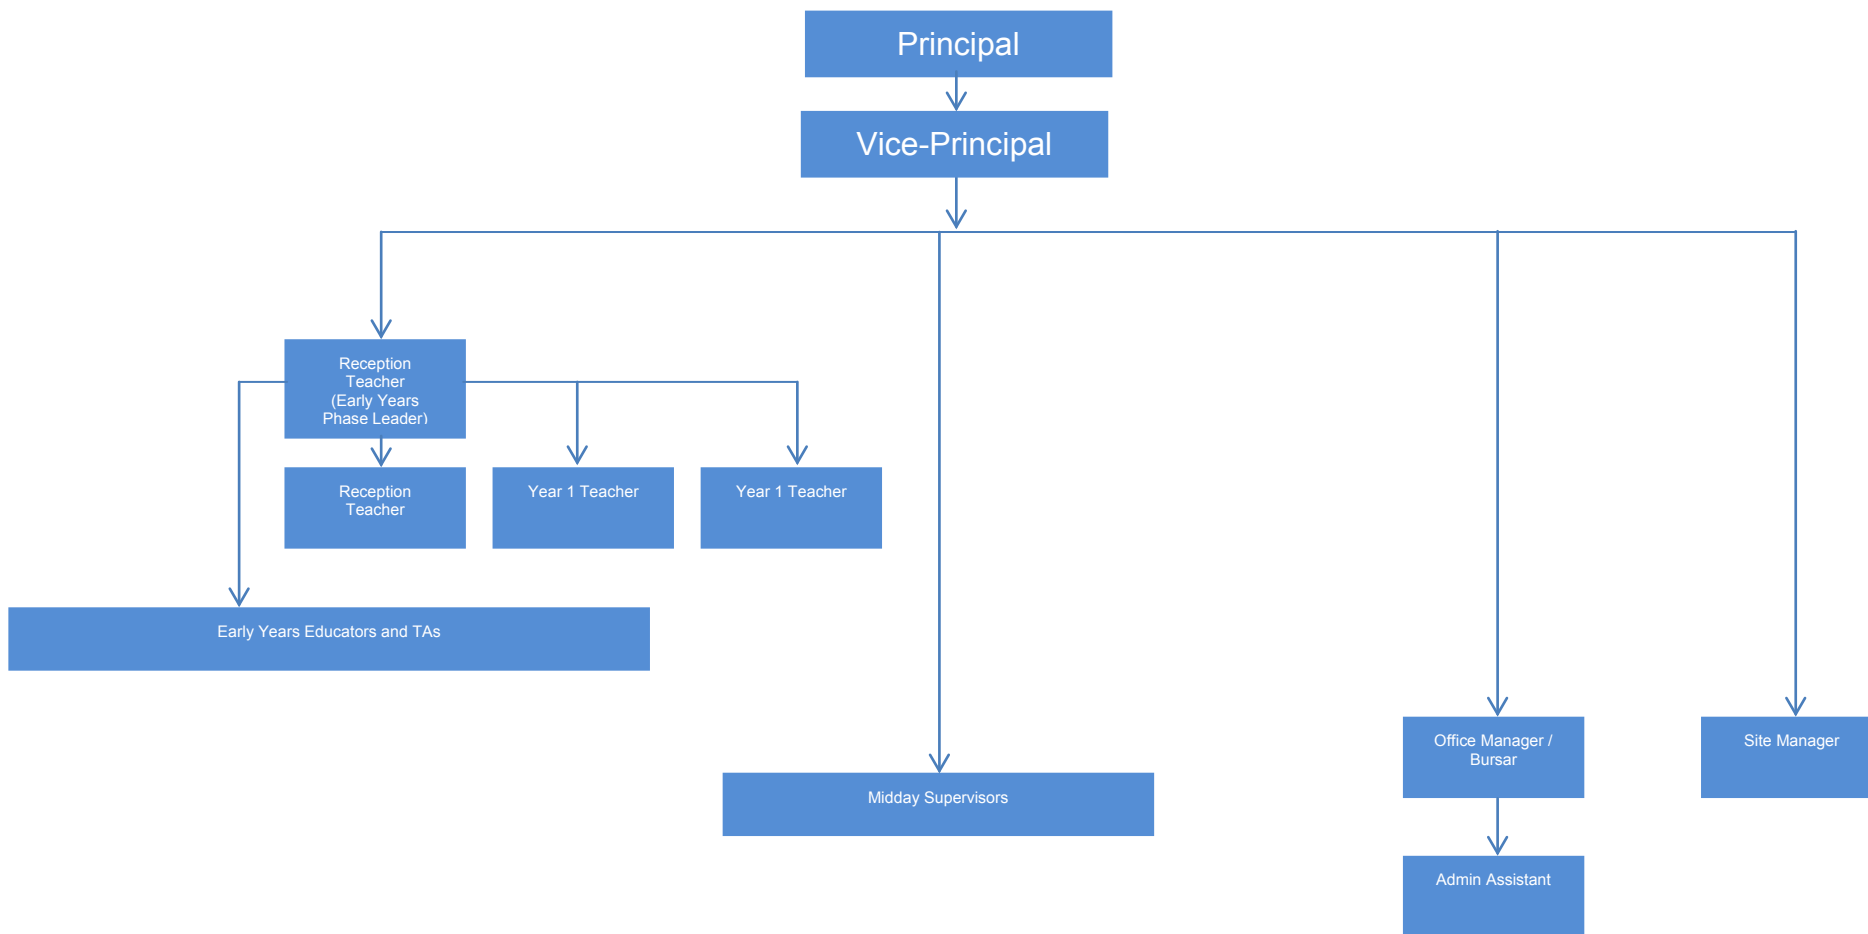 Principal
Vice-Principal
Reception
Teacher
(Early Years
Phase Leader)
Reception
Teacher
Year 1 Teacher
Year 1 Teacher
Early Years Educators and TAs
Office Manager /
Bursar
Site Manager
Midday Supervisors
Admin Assistant